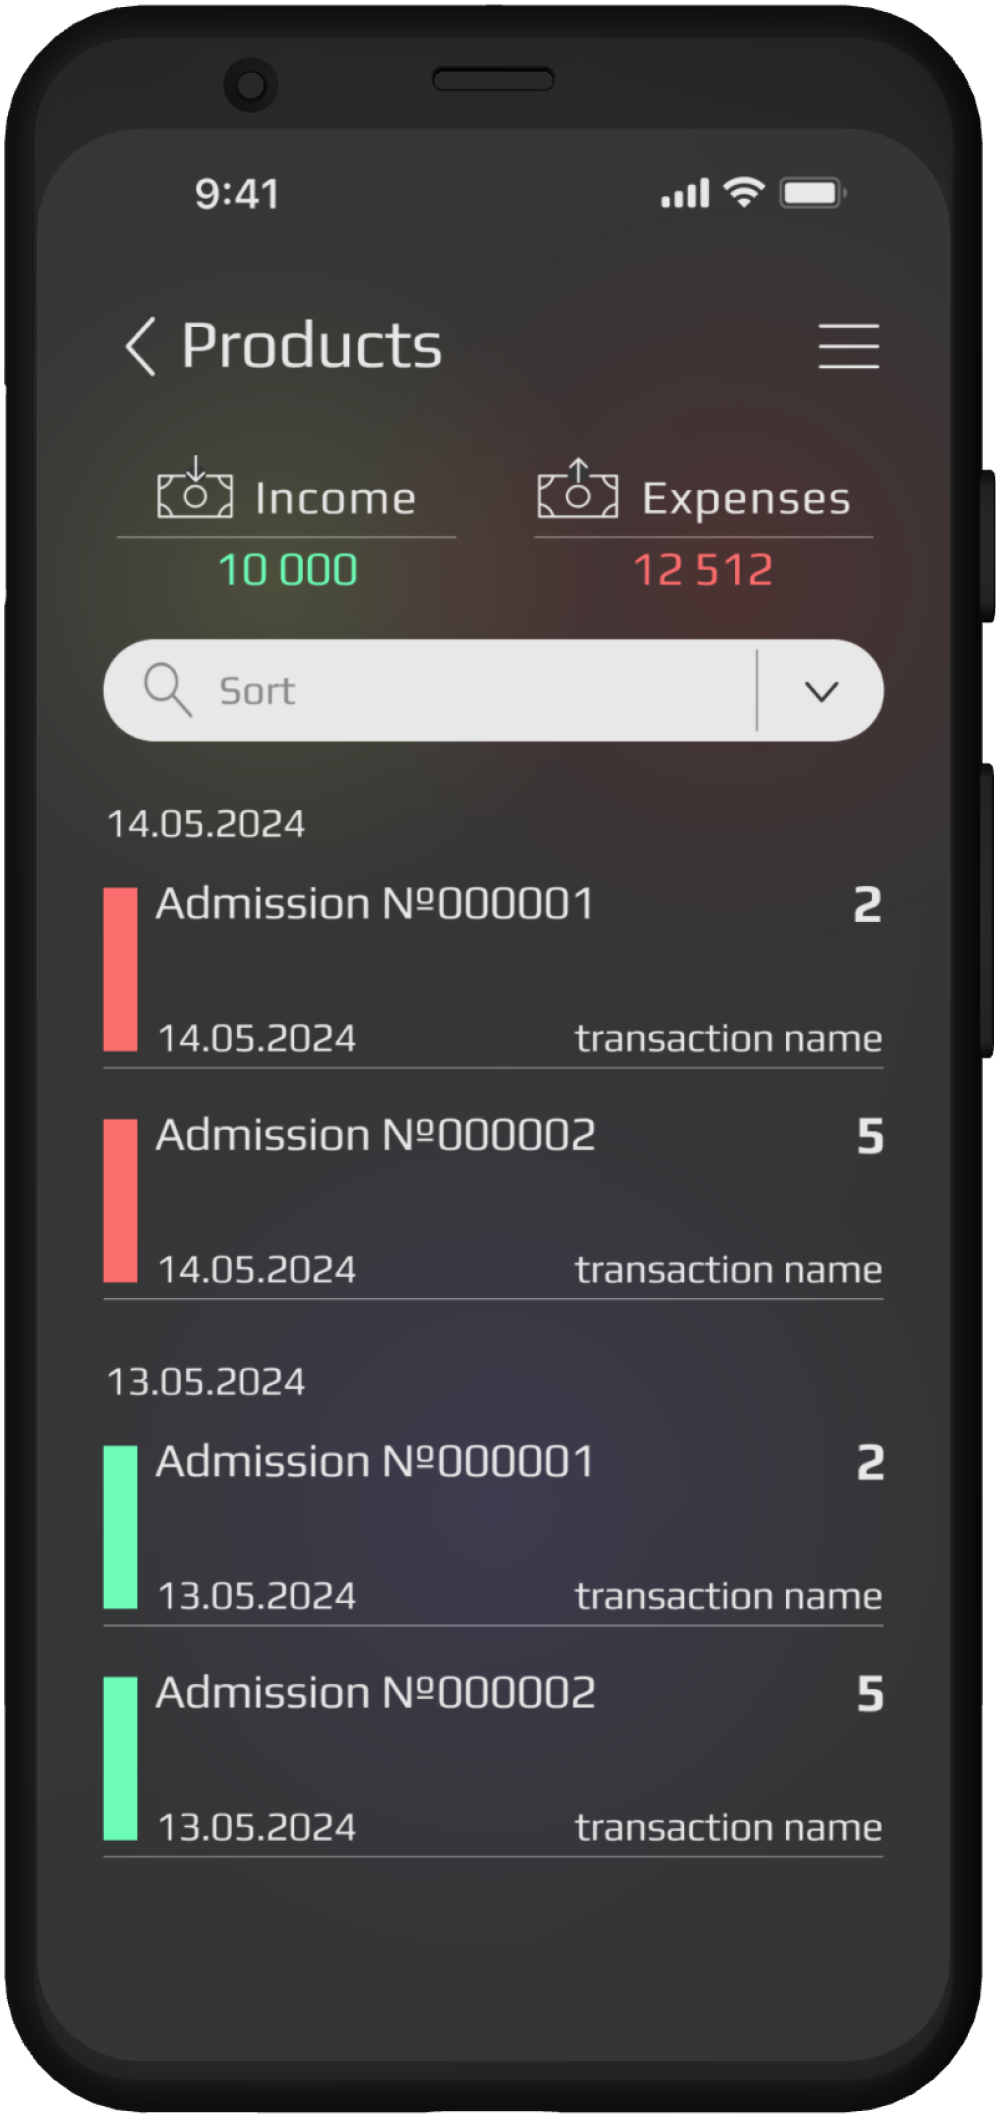 9:41
Products
Income
Expenses
10 000
12 512
Sort
14.05.2024
Admission Nº000001 2
14.05.2024 transaction name
Admission Nº000002 5
14.05.2024 transaction name
13.05.2024
Admission Nº000001 2
13.05.2024 transaction name
Admission Nº000002 5
13.05.2024 transaction name